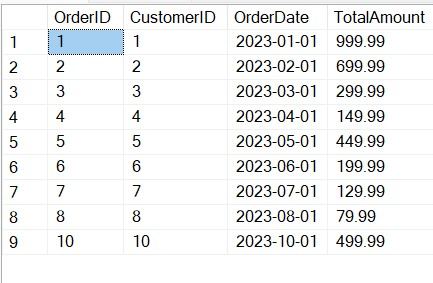 OrderID CustomerID OrderDate TotalAmount
1 1 1 2023-01-01 999.99
2 2 2 2023-02-01 699.99
3 3 3 2023-03-01 299.99
4 4 4 2023-04-01 149.99
5 5 5 2023-05-01 449.99
6 6 6 2023-06-01 199.99
7 7 7 2023-07-01 129.99
8 8 8 2023-08-01 79.99
9 10 10 2023-10-01 499.99